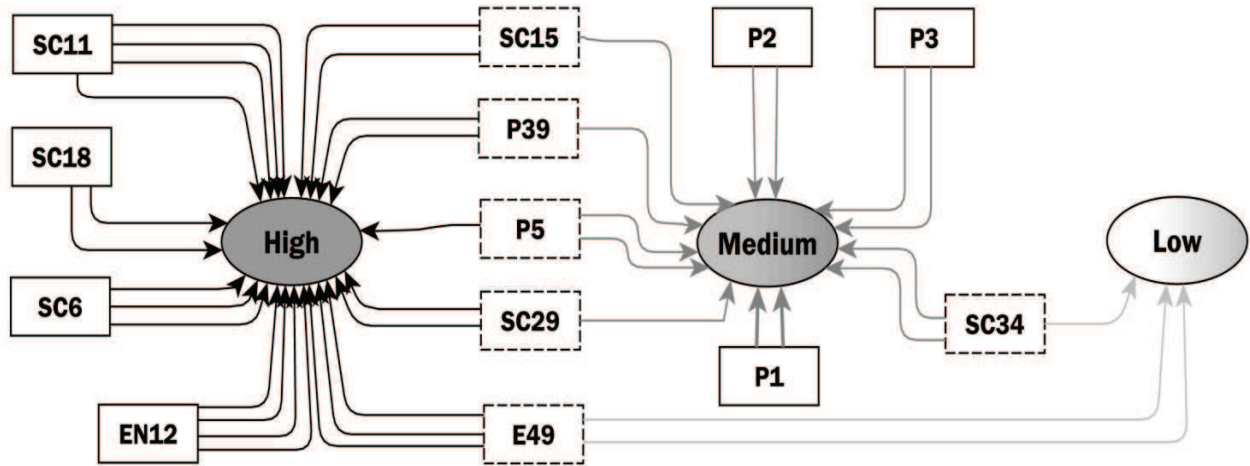 SC11
SC15
P2
P3
SC18
P39
High
P5
Medium
Low
SC6
SC29
SC34
P1
EN12
E49